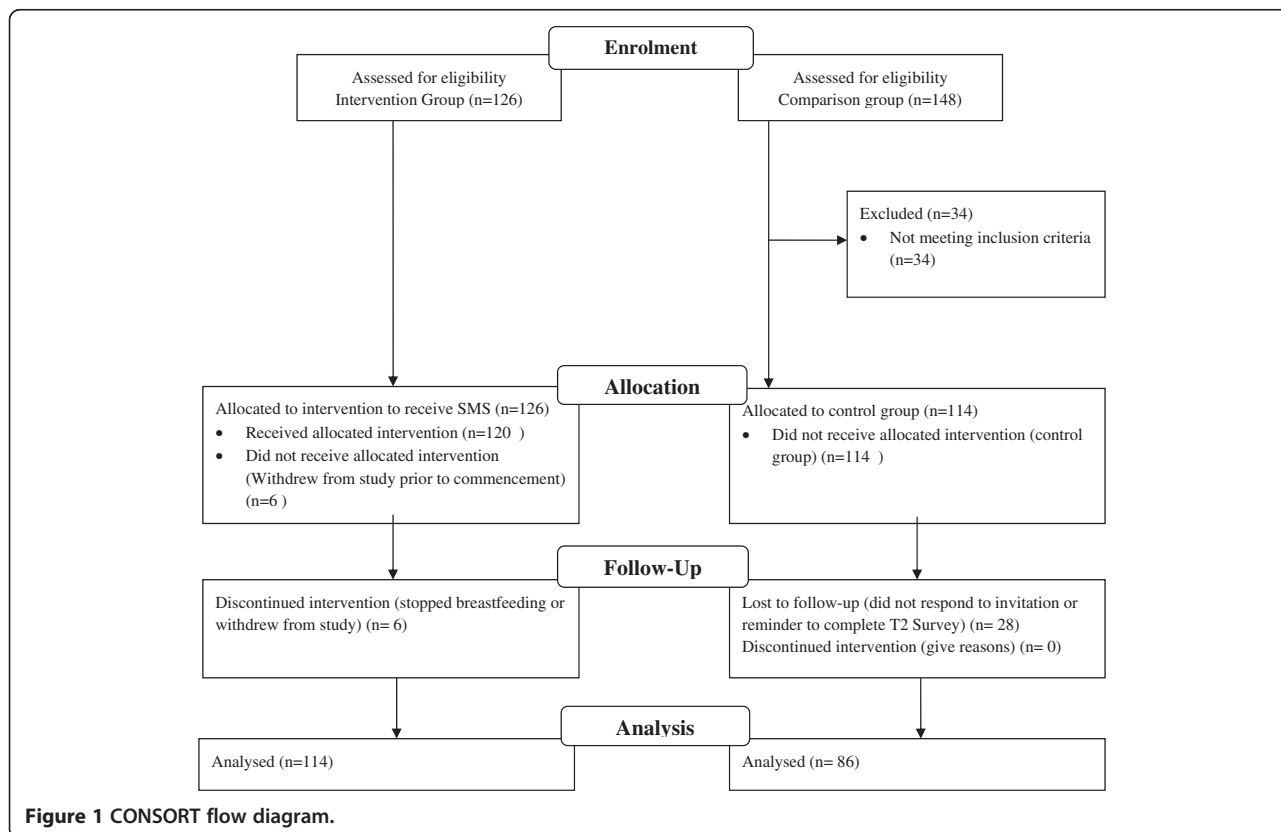 Enrolment
Assessed for eligibility
Intervention Group (n=126)
Assessed for eligibility
Comparison group (n=148)
Excluded (n=34)
• Not meeting inclusion criteria
(n=34)
Allocation
Allocated to intervention to receive SMS (n=126)
• Received allocated intervention (n=120 )
• Did not receive allocated intervention
(Withdrew from study prior to commencement)
(n=6 )
Allocated to control group (n=114)
• Did not receive allocated intervention (control
group) (n=114 )
Follow-Up
Discontinued intervention (stopped breastfeeding or
withdrew from study) (n= 6)
Lost to follow-up (did not respond to invitation or
reminder to complete T2 Survey) (n= 28)
Discontinued intervention (give reasons) (n= 0)
Analysis
Analysed (n=114)
Analysed (n= 86)
Figure 1 CONSORT flow diagram.